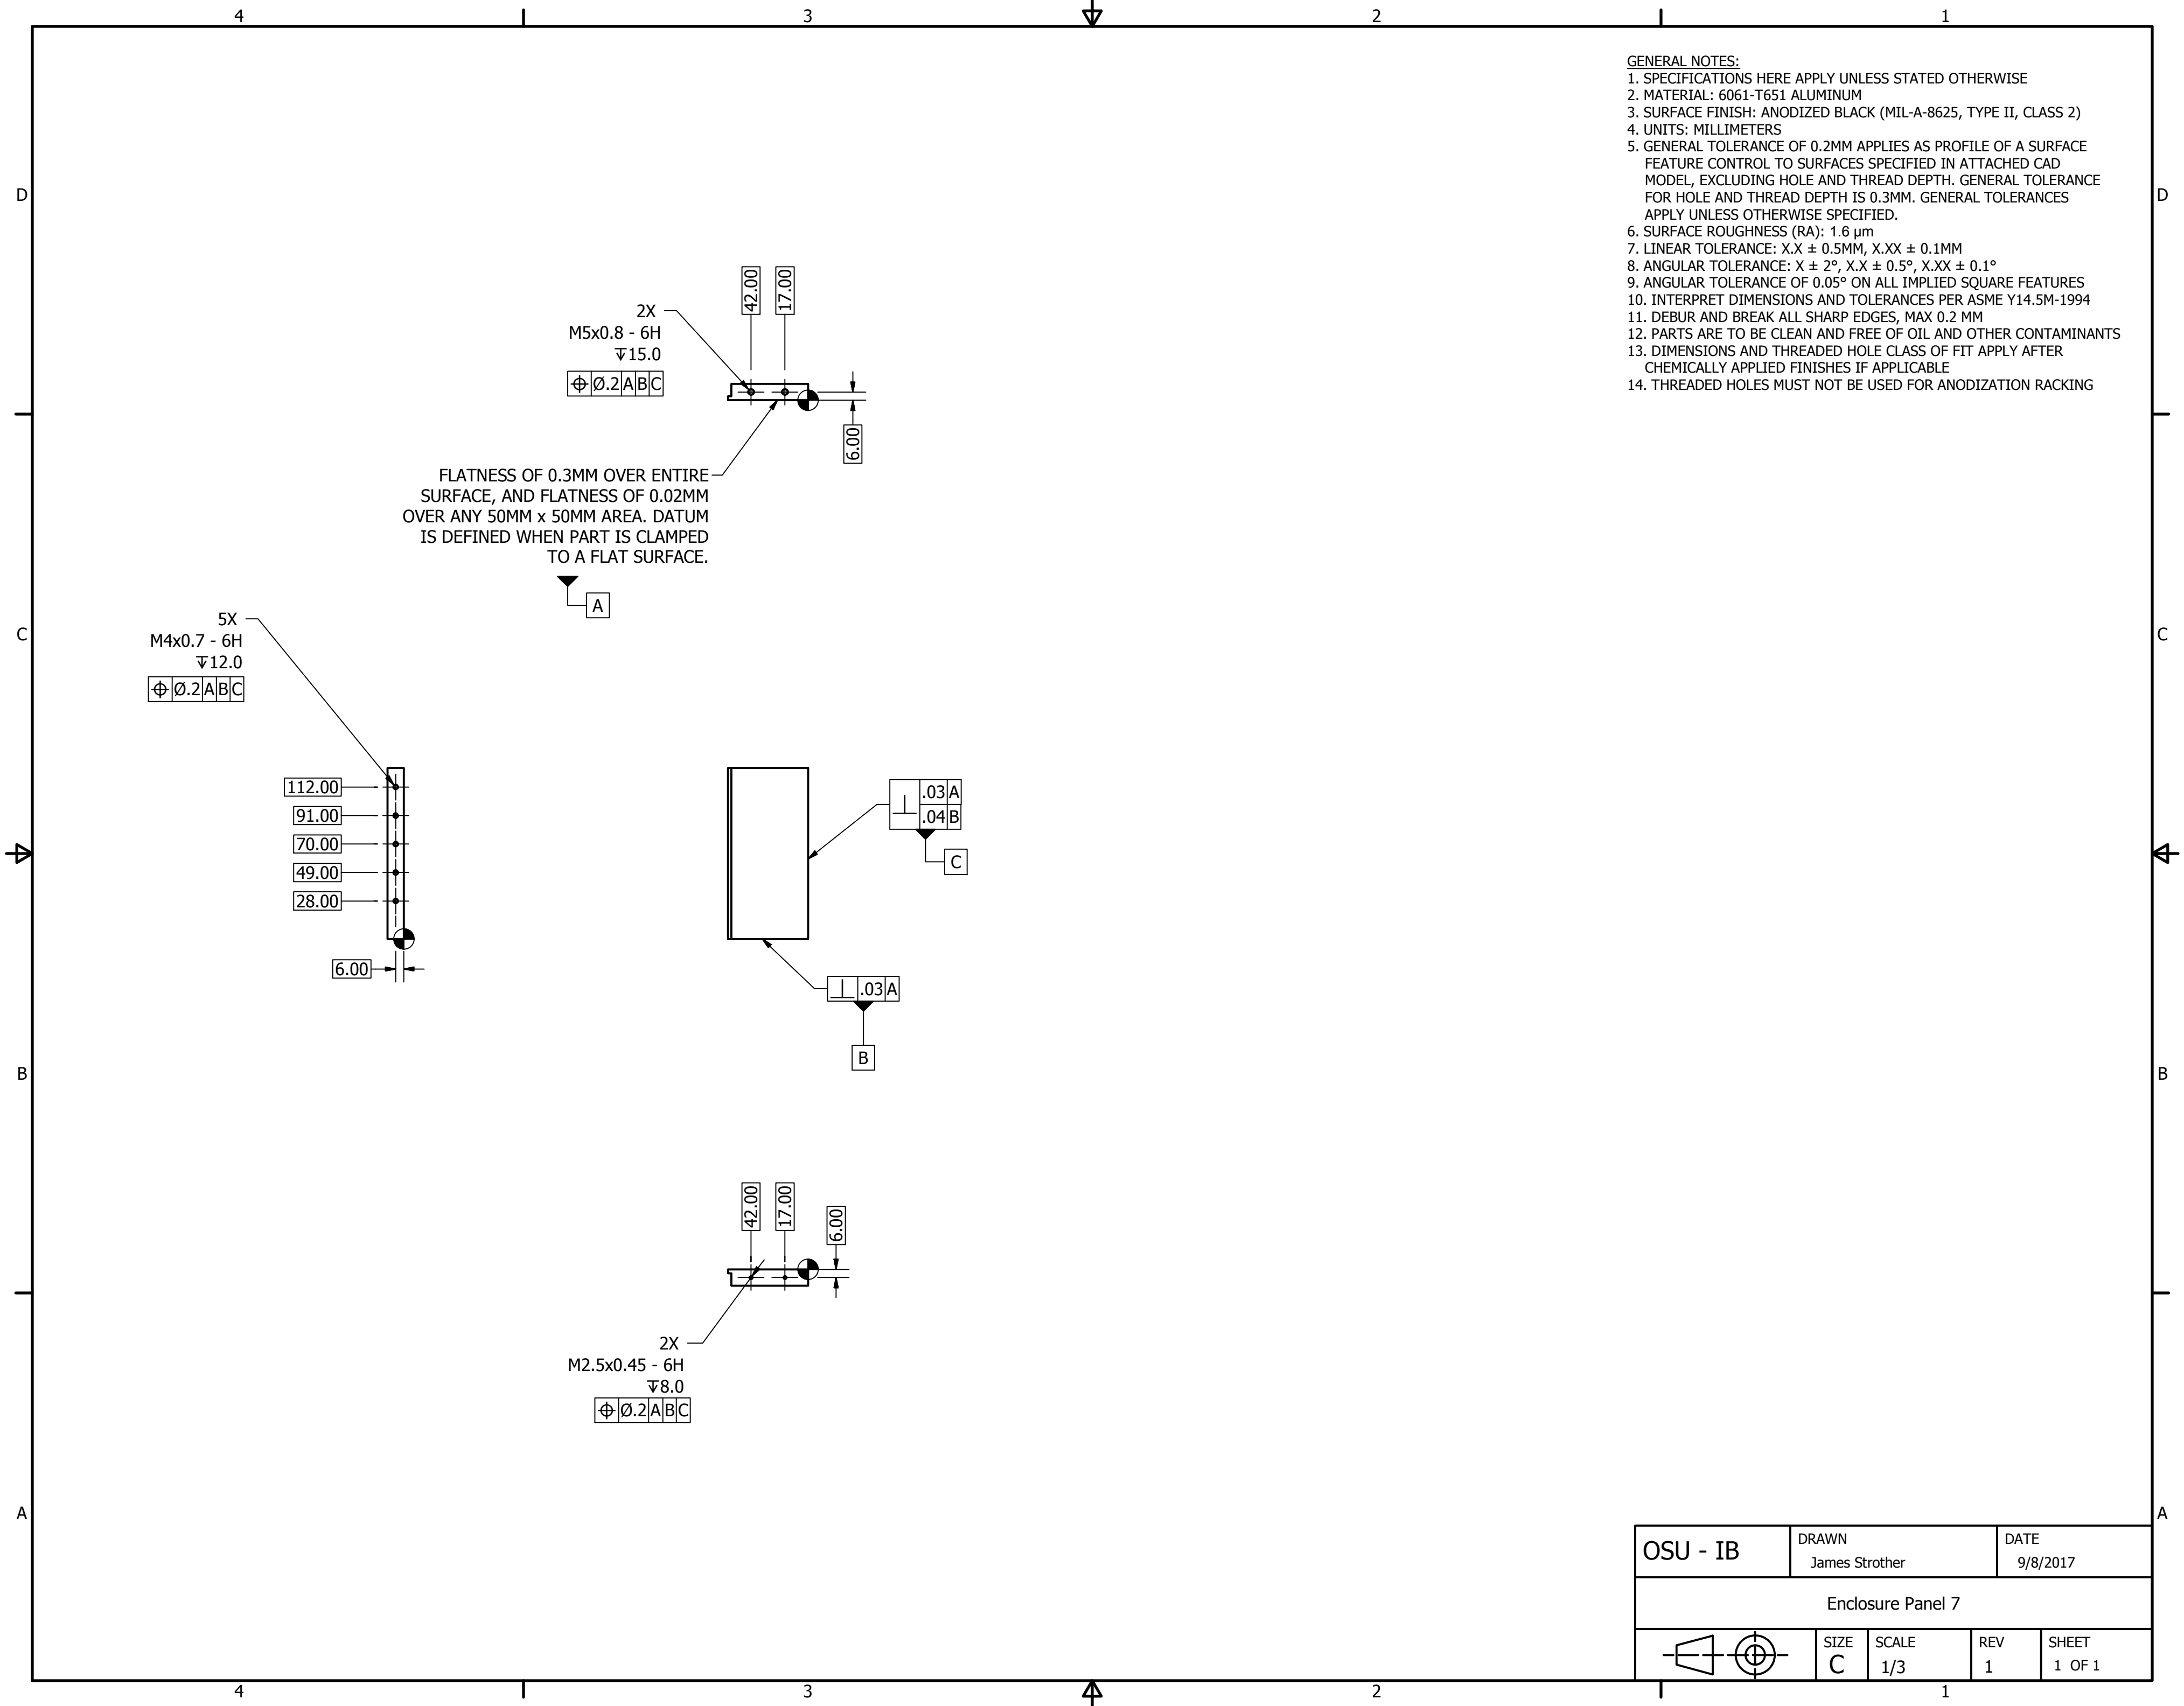 4 3 2 1
GENERAL NOTES:
1. SPECIFICATIONS HERE APPLY UNLESS STATED OTHERWISE
2. MATERIAL: 6061-T651 ALUMINUM
3. SURFACE FINISH: ANODIZED BLACK (MIL-A-8625, TYPE II, CLASS 2)
4. UNITS: MILLIMETERS
5. GENERAL TOLERANCE OF 0.2MM APPLIES AS PROFILE OF A SURFACE
FEATURE CONTROL TO SURFACES SPECIFIED IN ATTACHED CAD
MODEL, EXCLUDING HOLE AND THREAD DEPTH. GENERAL TOLERANCE
FOR HOLE AND THREAD DEPTH IS 0.3MM. GENERAL TOLERANCES
APPLY UNLESS OTHERWISE SPECIFIED.
6. SURFACE ROUGHNESS (RA): 1.6 µm
7. LINEAR TOLERANCE: X.X ± 0.5MM, X.XX ± 0.1MM
8. ANGULAR TOLERANCE: X ± 2°, X.X ± 0.5°, X.XX ± 0.1°
9. ANGULAR TOLERANCE OF 0.05° ON ALL IMPLIED SQUARE FEATURES
10. INTERPRET DIMENSIONS AND TOLERANCES PER ASME Y14.5M-1994
11. DEBUR AND BREAK ALL SHARP EDGES, MAX 0.2 MM
12. PARTS ARE TO BE CLEAN AND FREE OF OIL AND OTHER CONTAMINANTS
13. DIMENSIONS AND THREADED HOLE CLASS OF FIT APPLY AFTER
CHEMICALLY APPLIED FINISHES IF APPLICABLE
14. THREADED HOLES MUST NOT BE USED FOR ANODIZATION RACKING
D D
42.00 17.00
2X
M5x0.8 - 6H
↧15.0
⌖ Ø.2 A B C
6.00
FLATNESS OF 0.3MM OVER ENTIRE
SURFACE, AND FLATNESS OF 0.02MM
OVER ANY 50MM x 50MM AREA. DATUM
IS DEFINED WHEN PART IS CLAMPED
TO A FLAT SURFACE.
A
C C
5X
M4x0.7 - 6H
↧12.0
⌖ Ø.2 A B C
112.00
91.00
70.00
49.00
28.00
6.00
⊥ .03 A
.04 B
C
⊥ .03 A
B
B B
42.00 17.00 6.00
2X
M2.5x0.45 - 6H
↧8.0
⌖ Ø.2 A B C
A A
OSU - IB
DRAWN
James Strother
DATE
9/8/2017
Enclosure Panel 7
SIZE
C
SCALE
1/3
REV
1
SHEET
1 OF 1
4 3 2 1